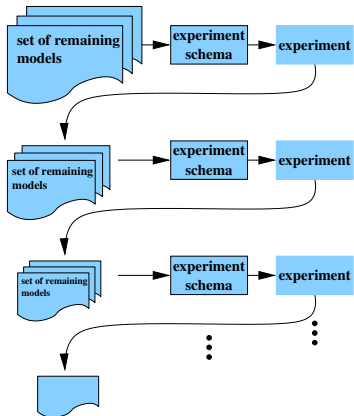 set of remaining
models
experiment
schema
experiment
set of remaining
models
experiment
schema
experiment
set of remaining
models
experiment
schema
experiment